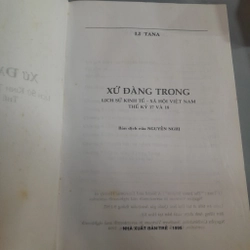 LI TANA
XỨ ĐÀNG TRONG
LỊCH SỬ KINH TẾ - XÃ HỘI VIỆT NAM
THẾ KỶ 17 VÀ 18
Bản dịch của NGUYỄN NGHỊ
NHÀ XUẤT BẢN TRẺ - 1999